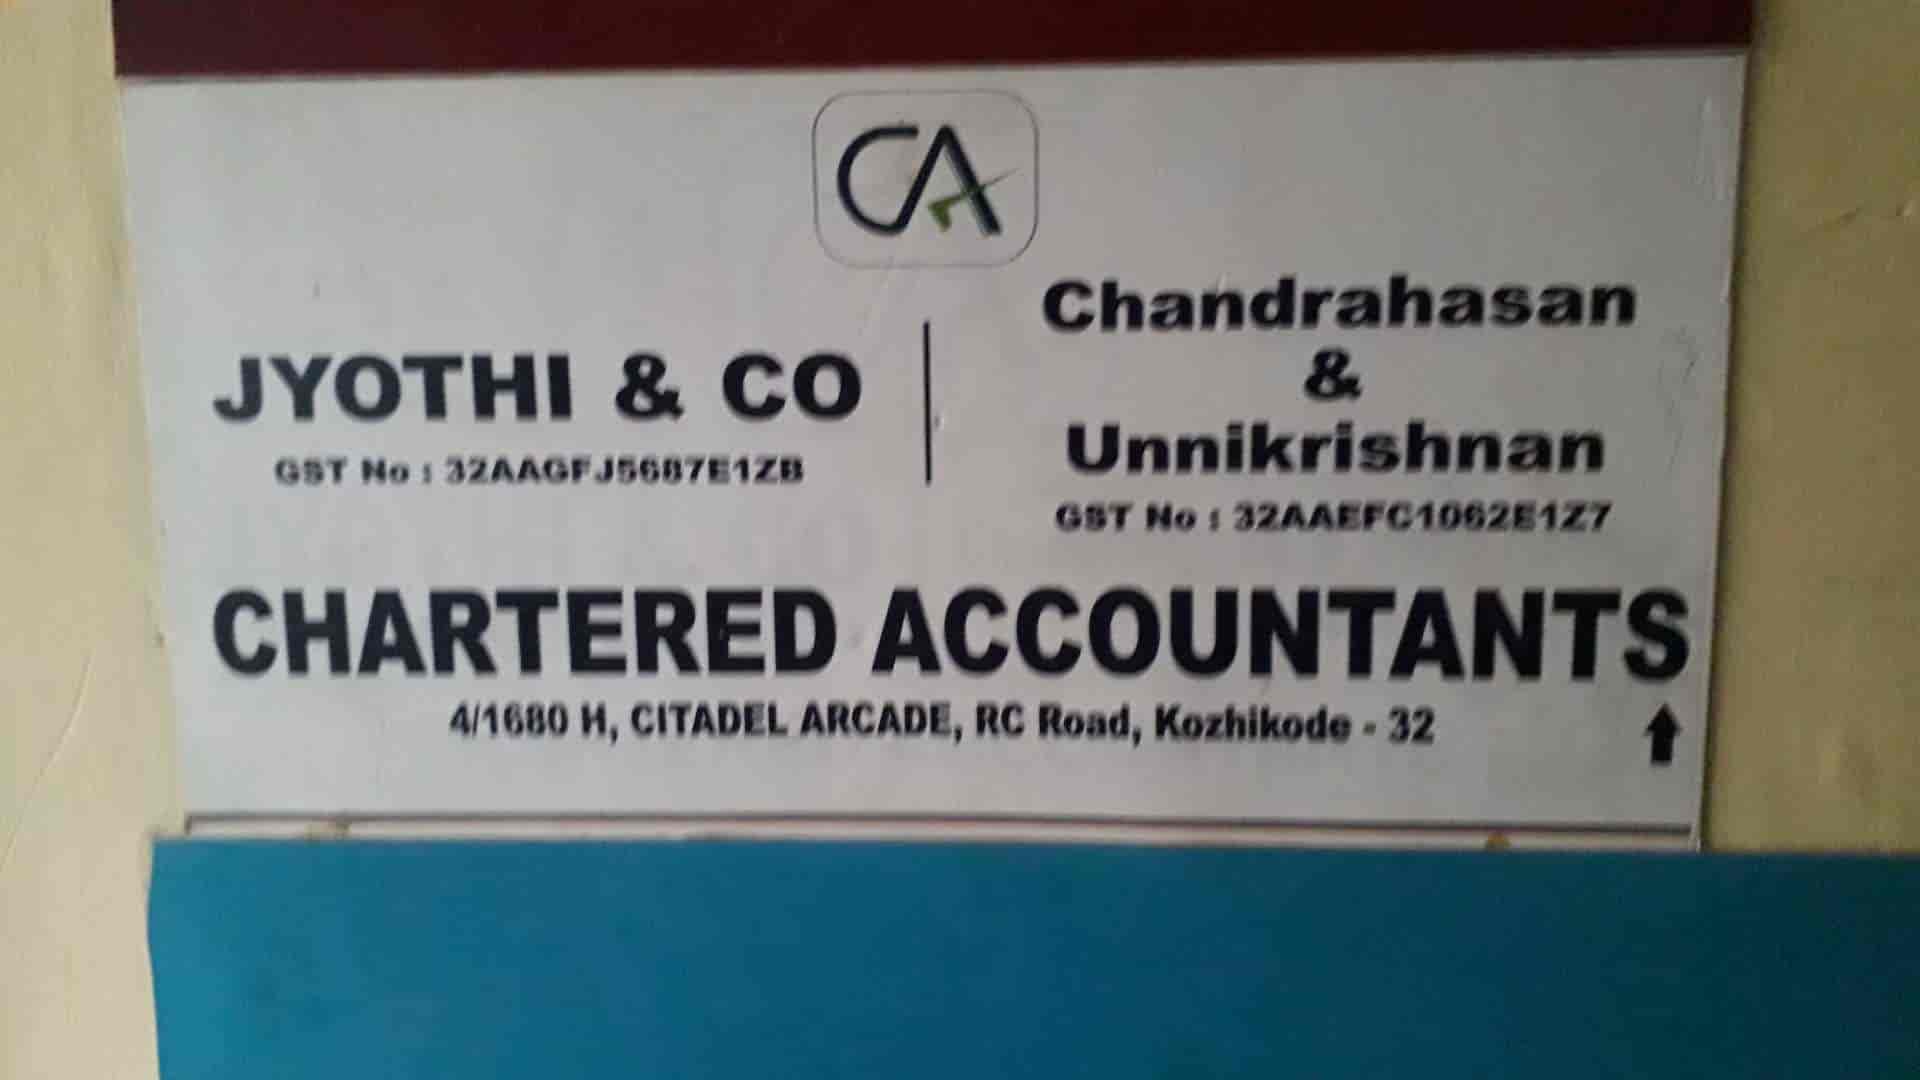 CA
JYOTHI & CO
GST No : 32AAGFJ5687E1ZB
Chandrahasan
&
Unnikrishnan
GST No : 32AAEFC1062E1Z7
CHARTERED ACCOUNTANTS
4/1680 H, CITADEL ARCADE, RC Road, Kozhikode - 32